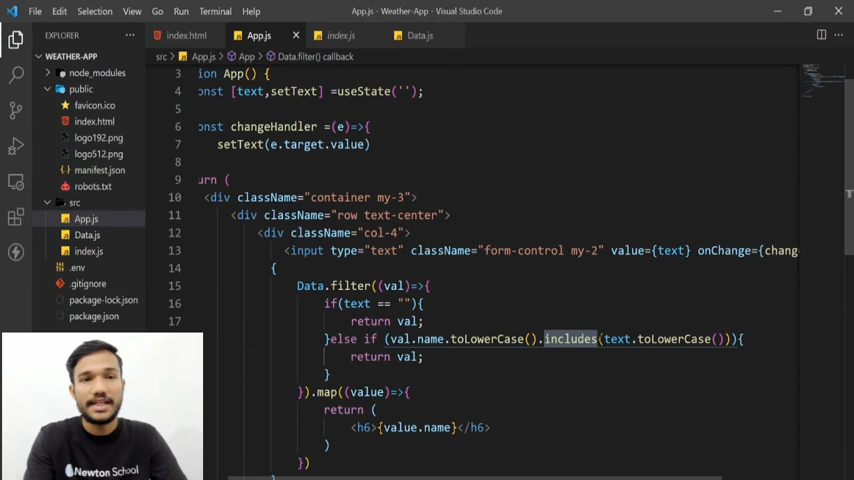 File Edit Selection View Go Run Terminal Help App.js - Weather-App - Visual Studio Code
EXPLORER ...
index.html App.js × index.js Data.js
WEATHER-APP
src > App.js > App > Data.filter() callback
node_modules
public
favicon.ico
index.html
logo192.png
logo512.png
manifest.json
robots.txt
src
App.js
Data.js
index.js
.env
.gitignore
package-lock.json
package.json
3 ion App() {
4 onst [text,setText] =useState('');
5
6 onst changeHandler =(e)=>{
7 setText(e.target.value)
8
9 urn (
10 <div className="container my-3">
11 <div className="row text-center">
12 <div className="col-4">
13 <input type="text" className="form-control my-2" value={text} onChange={chang
14 {
15 Data.filter((val)=>{
16 if(text == ""){
17 return val;
}else if (val.name.toLowerCase().includes(text.toLowerCase())){
return val;
}
}).map((value)=>{
return (
<h6>{value.name}</h6>
)
})
Newton School